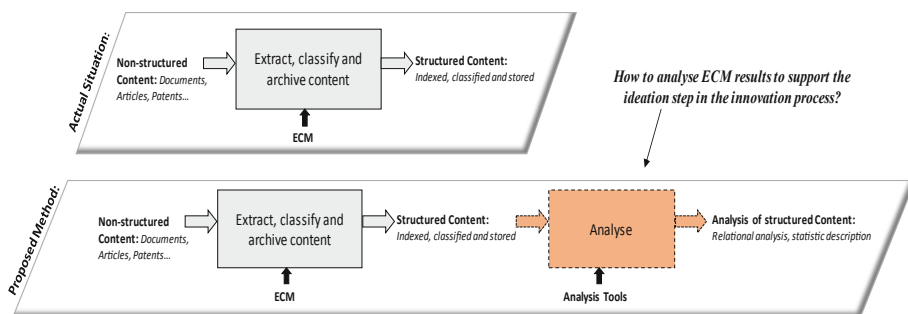 Actual Situation:
Non-structured
Content: Documents,
Articles, Patents...
Extract, classify and
archive content
ECM
Structured Content:
Indexed, classified and stored
How to analyse ECM results to support the
ideation step in the innovation process?
Proposed Method:
Non-structured
Content: Documents,
Articles, Patents...
Extract, classify and
archive content
ECM
Structured Content:
Indexed, classified and stored
Analyse
Analysis Tools
Analysis of structured Content:
Relational analysis, statistic description